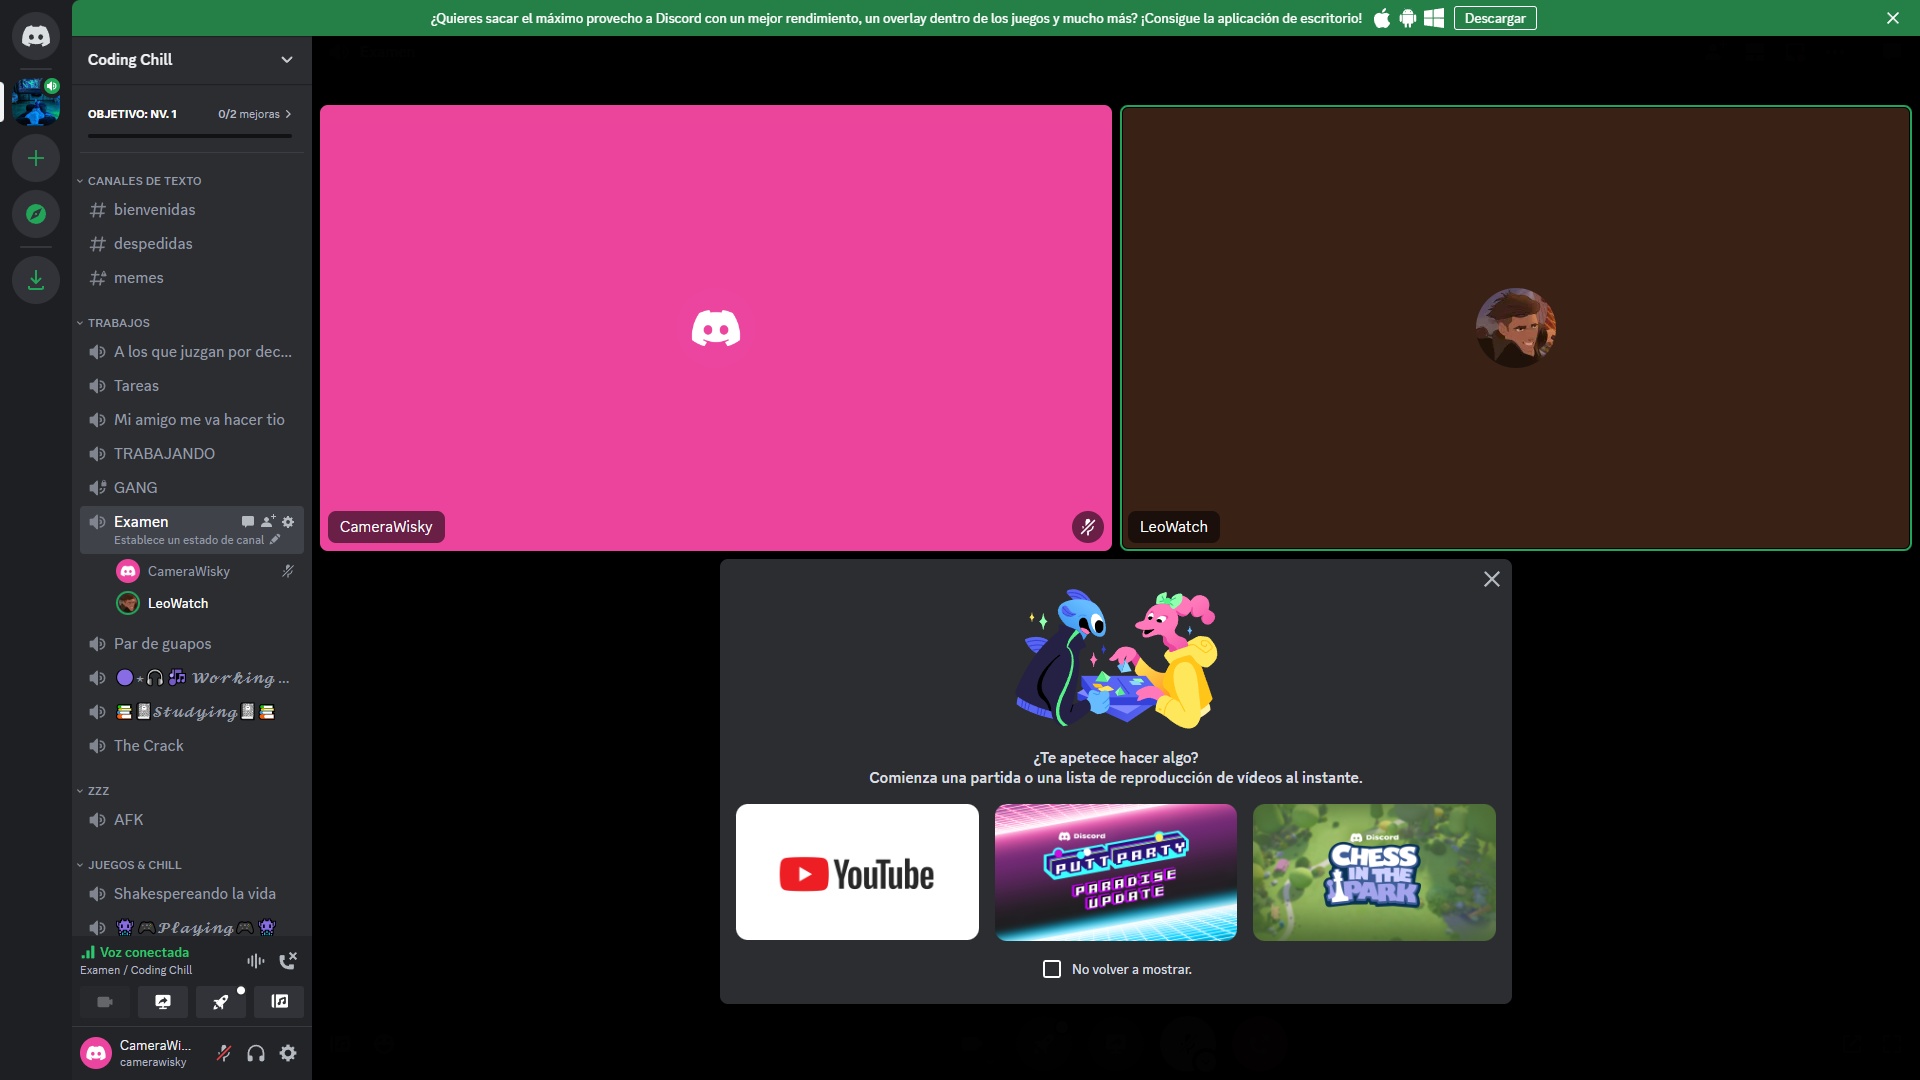 ¿Quieres sacar el máximo provecho a Discord con un mejor rendimiento, un overlay dentro de los juegos y mucho más? ¡Consigue la aplicación de escritorio!
Descargar
Coding Chill
OBJETIVO: NV. 1
0/2 mejoras
CANALES DE TEXTO
bienvenidas
despedidas
memes
TRABAJOS
A los que juzgan por dec...
Tareas
Mi amigo me va hacer tio
TRABAJANDO
GANG
Examen
Establece un estado de canal
CameraWisky
LeoWatch
Par de guapos
𝓦𝓸𝓻𝓴𝓲𝓷𝓰 ...
𝓢𝓽𝓾𝓭𝔂𝓲𝓷𝓰
The Crack
ZZZ
AFK
JUEGOS & CHILL
Shakespereando la vida
𝓟𝓵𝓪𝔂𝓲𝓷𝓰
Voz conectada
Examen / Coding Chill
CameraWi...
camerawisky
CameraWisky
LeoWatch
¿Te apetece hacer algo?
Comienza una partida o una lista de reproducción de vídeos al instante.
YouTube
Discord
PUTT PARTY
PARADISE
UPDATE
Discord
CHESS
IN THE
PARK
No volver a mostrar.